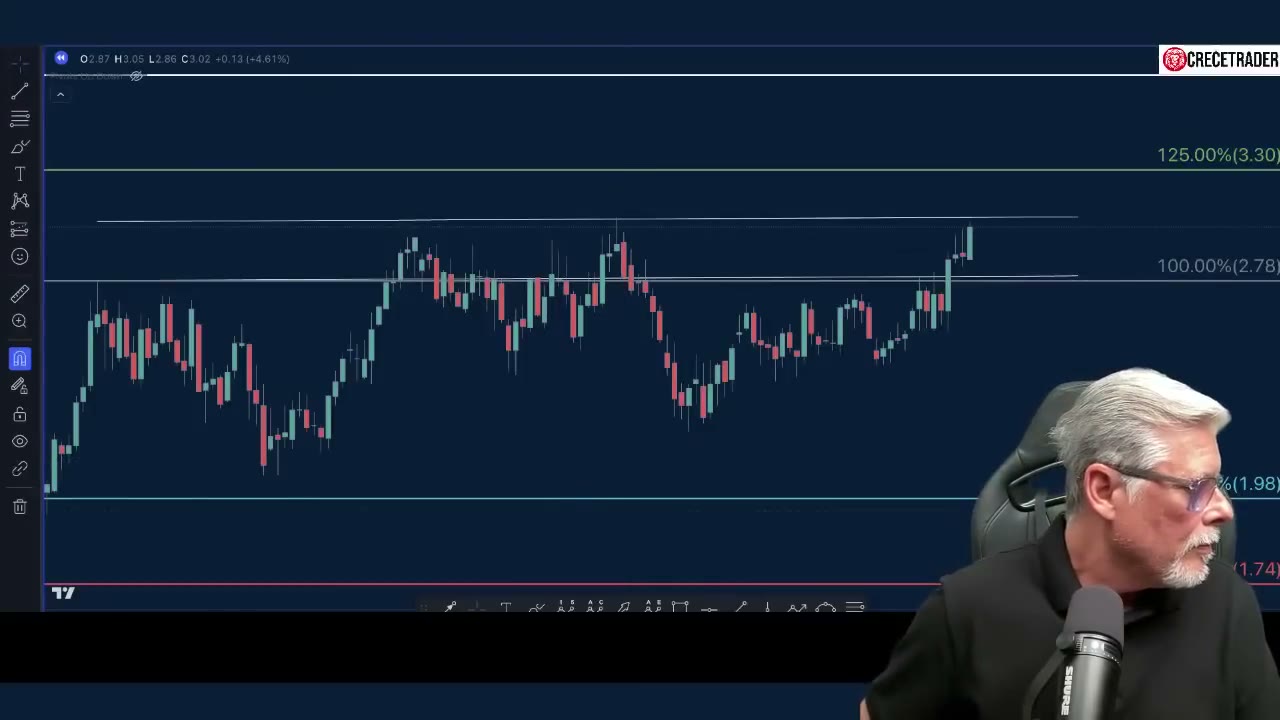 O2.87 H3.05 L2.86 C3.02 +0.13 (+4.61%)
CRECETRADER
125.00%(3.30)
100.00%(2.78)
%(1.98)
(1.74)
SHURE